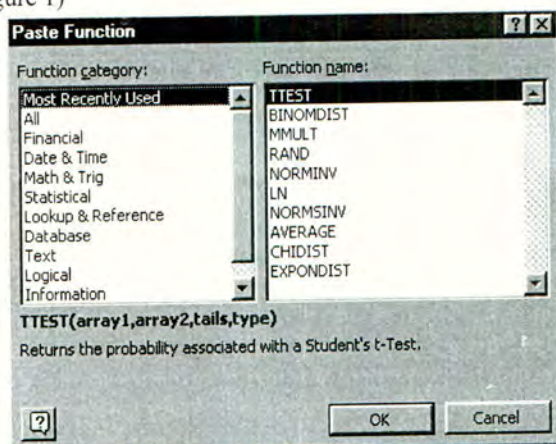 gure 1)
Paste Function
Function category:
Most Recently Used
All
Financial
Date & Time
Math & Trig
Statistical
Lookup & Reference
Database
Text
Logical
Information
Function name:
TTEST
BINOMDIST
MMULT
RAND
NORMINV
LN
NORMSINV
AVERAGE
CHIDIST
EXPONDIST
TTEST(array1,array2,tails,type)
Returns the probability associated with a Student's t-Test.
OK
Cancel